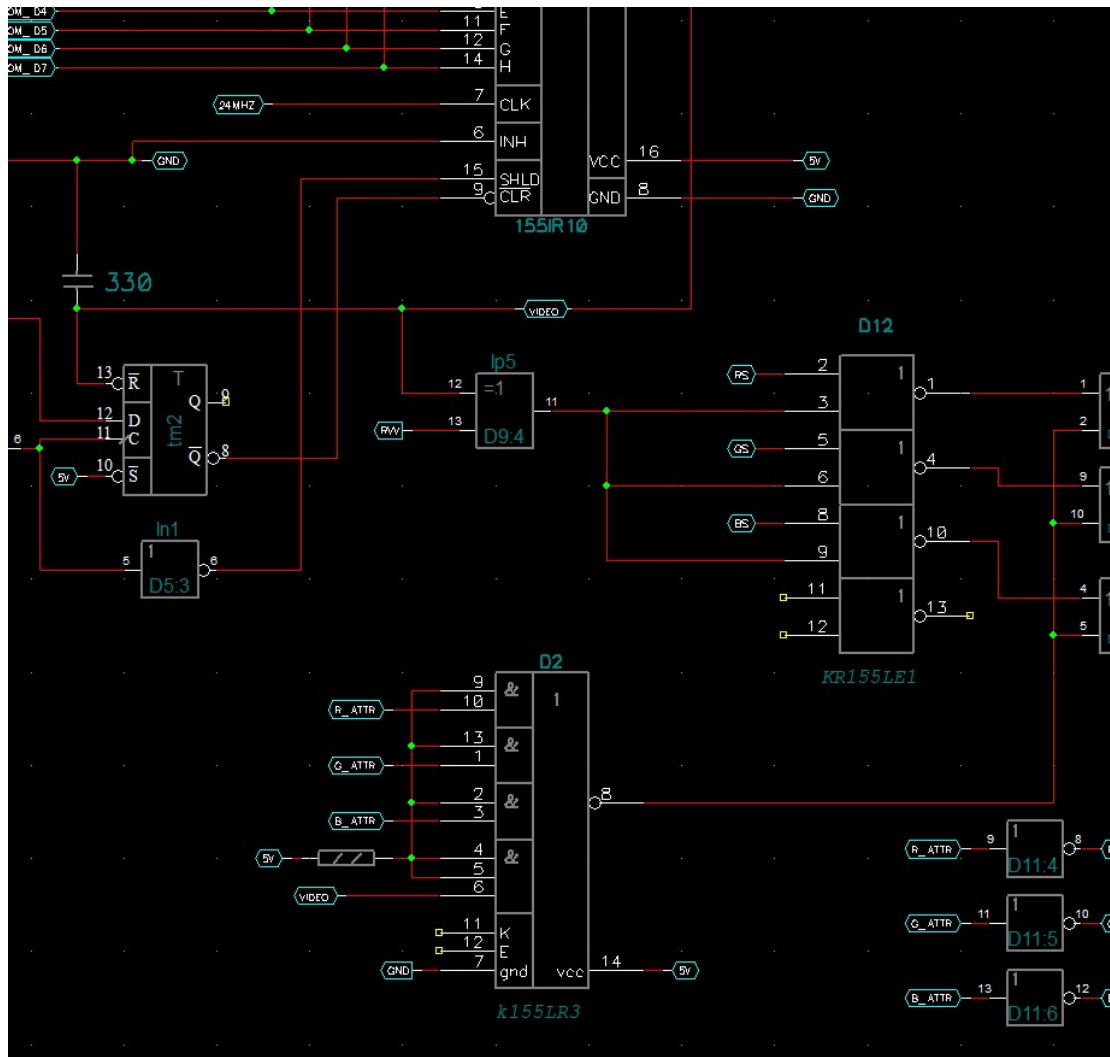 E
OM_D5
11
F
OM_D6
12
G
OM_D7
14
H
24MHZ
7
CLK
6
INH
GND
VCC
16
5V
15
SHLD
9
CLR
GND
8
GND
155IR10
330
VIDEO
D12
13
R
T
Q
9
12
D
11
C
tm2
10
S
Q
8
5V
6
Ip5
12
=1
11
13
D9:4
RS
2
1
1
3
GS
5
1
4
6
BS
8
1
10
9
11
1
13
12
KR155LE1
1
2
9
10
4
5
In1
5
1
6
D5:3
D2
9
&
1
R_ATTR
10
13
&
G_ATTR
1
2
&
B_ATTR
3
8
5V
4
&
5
VIDEO
6
11
K
12
E
GND
7
gnd
vcc
14
5V
k155LR3
R_ATTR
9
1
8
D11:4
G_ATTR
11
1
10
D11:5
B_ATTR
13
1
12
D11:6